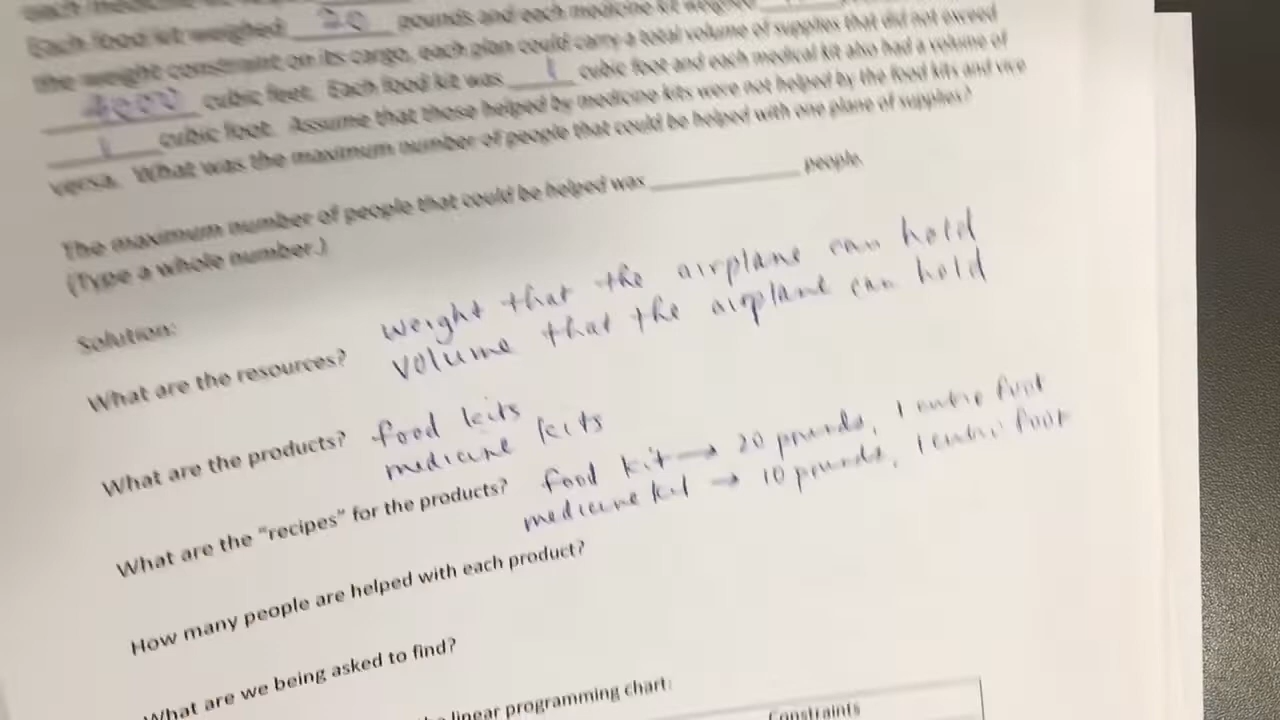 each medicine kit
Each food kit weighed 20 pounds and each medicine kit weighed
the weight constraint on its cargo, each plan could carry a total volume of supplies that did not exceed
4000 cubic feet. Each food kit was 1 cubic foot and each medical kit also had a volume of
1 cubic foot. Assume that those helped by medicine kits were not helped by the food kits and vice
versa. What was the maximum number of people that could be helped with one plane of supplies?
The maximum number of people that could be helped was people.
(Type a whole number.)
Solution:
What are the resources? weight that the airplane can hold
volume that the airplane can hold
What are the products? food kits
medicine kits
What are the "recipes" for the products? food kit → 20 pounds, 1 cubic foot
medicine kit → 10 pounds, 1 cubic foot
How many people are helped with each product?
What are we being asked to find?
the linear programming chart:
Constraints